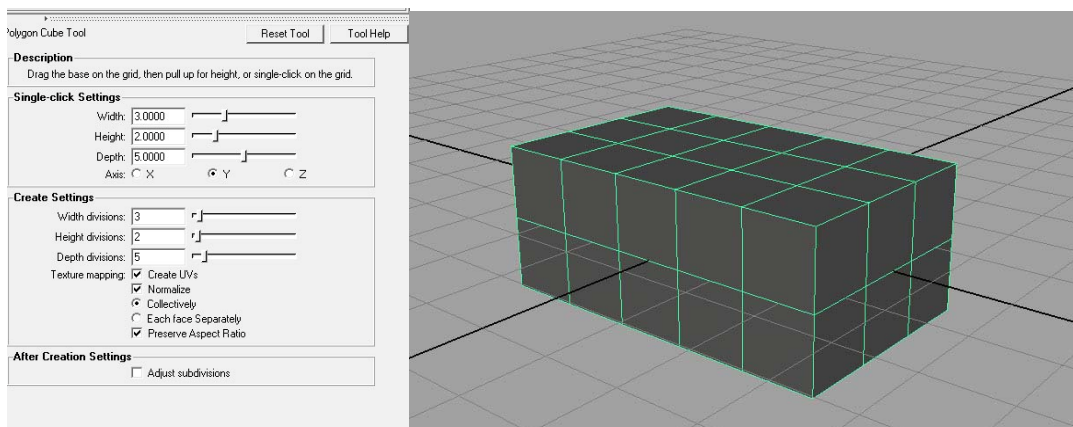 Polygon Cube Tool Reset Tool Tool Help
Description
Drag the base on the grid, then pull up for height, or single-click on the grid.
Single-click Settings
Width: 3.0000
Height: 2.0000
Depth: 5.0000
Axis: X Y Z
Create Settings
Width divisions: 3
Height divisions: 2
Depth divisions: 5
Texture mapping: Create UVs
Normalize
Collectively
Each face Separately
Preserve Aspect Ratio
After Creation Settings
Adjust subdivisions